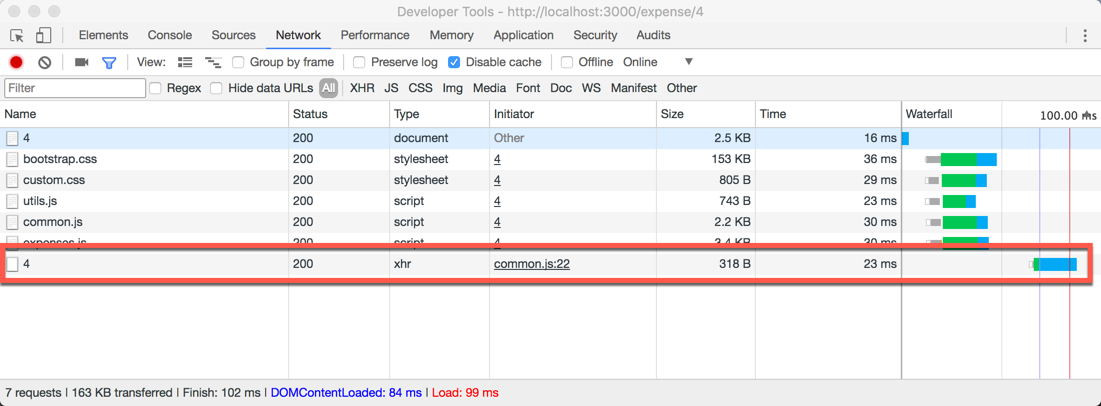 Developer Tools - http://localhost:3000/expense/4
Elements Console Sources Network Performance Memory Application Security Audits
View: Group by frame Preserve log Disable cache Offline Online
Filter Regex Hide data URLs All XHR JS CSS Img Media Font Doc WS Manifest Other
Name Status Type Initiator Size Time Waterfall 100.00 ms
4 200 document Other 2.5 KB 16 ms
bootstrap.css 200 stylesheet 4 153 KB 36 ms
custom.css 200 stylesheet 4 805 B 29 ms
utils.js 200 script 4 743 B 23 ms
common.js 200 script 4 2.2 KB 30 ms
expenses.js 200 script 4 3.4 KB 30 ms
4 200 xhr common.js:22 318 B 23 ms
7 requests | 163 KB transferred | Finish: 102 ms | DOMContentLoaded: 84 ms | Load: 99 ms